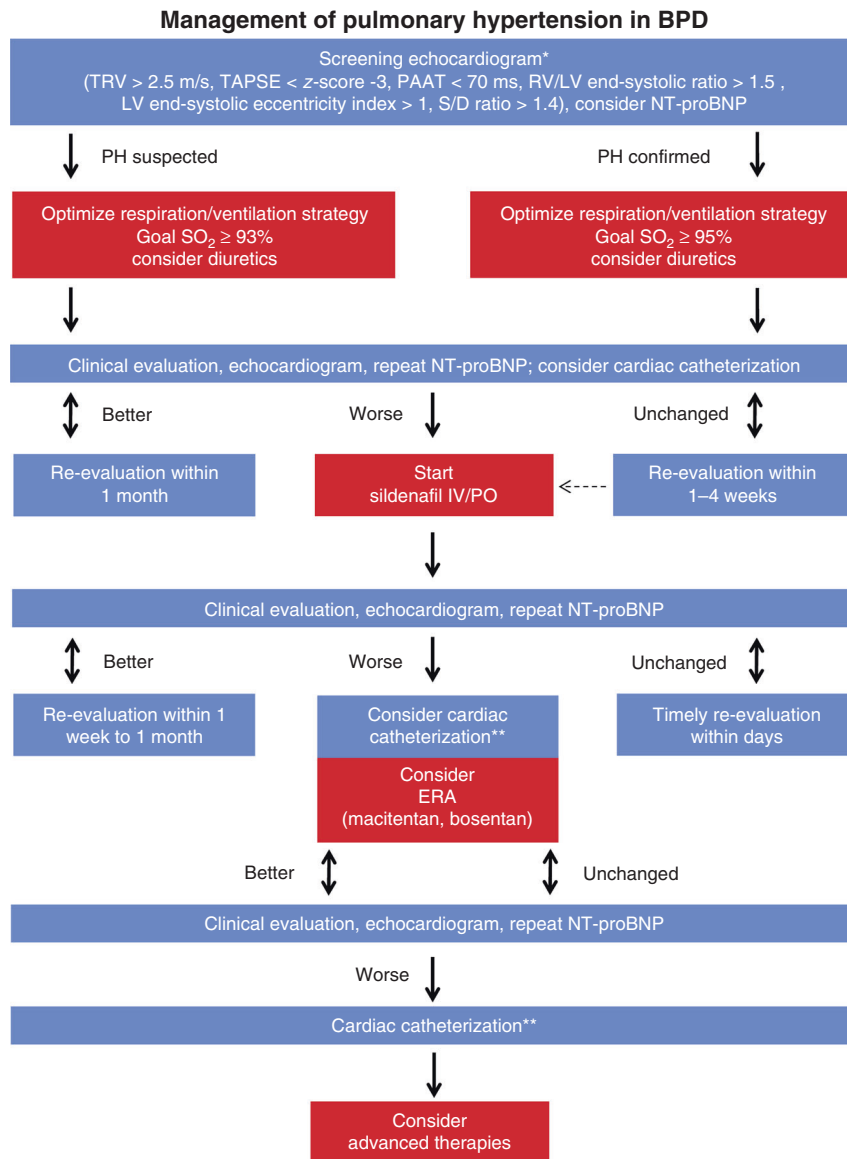 Management of pulmonary hypertension in BPD
Screening echocardiogram*
(TRV > 2.5 m/s, TAPSE < z-score -3, PAAT < 70 ms, RV/LV end-systolic ratio > 1.5 ,
LV end-systolic eccentricity index > 1, S/D ratio > 1.4), consider NT-proBNP
PH suspected
PH confirmed
Optimize respiration/ventilation strategy
Goal SO₂ ≥ 93%
consider diuretics
Optimize respiration/ventilation strategy
Goal SO₂ ≥ 95%
consider diuretics
Clinical evaluation, echocardiogram, repeat NT-proBNP; consider cardiac catheterization
Better
Worse
Unchanged
Re-evaluation within
1 month
Start
sildenafil IV/PO
Re-evaluation within
1–4 weeks
Clinical evaluation, echocardiogram, repeat NT-proBNP
Better
Worse
Unchanged
Re-evaluation within 1
week to 1 month
Consider cardiac
catheterization**
Timely re-evaluation
within days
Consider
ERA
(macitentan, bosentan)
Better
Unchanged
Clinical evaluation, echocardiogram, repeat NT-proBNP
Worse
Cardiac catheterization**
Consider
advanced therapies